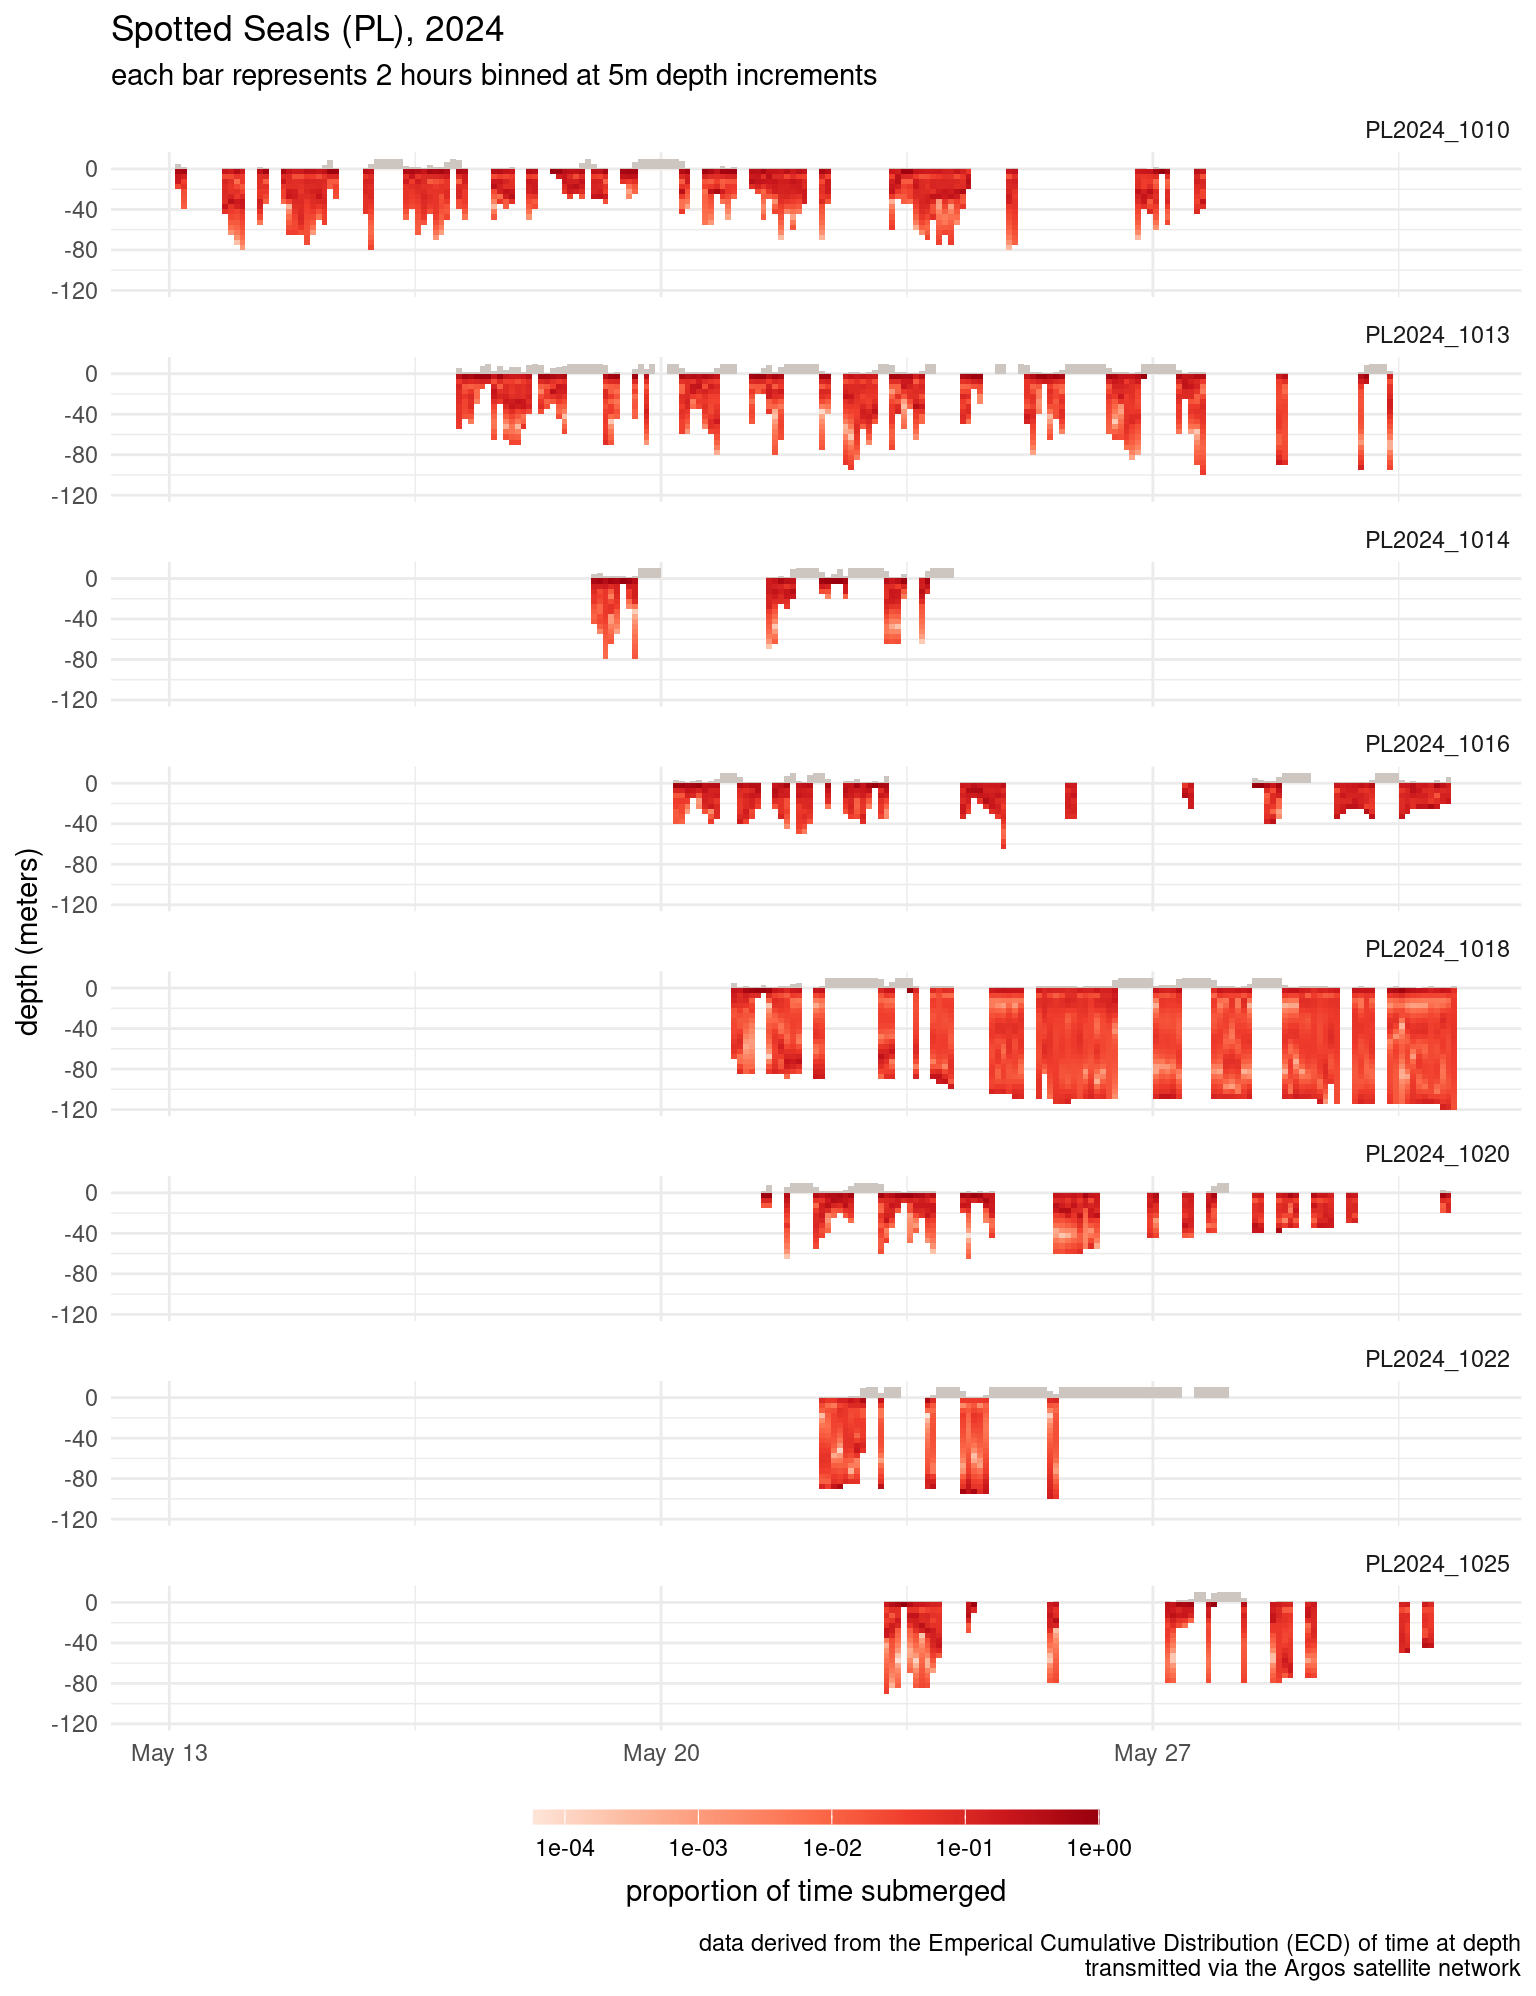 Spotted Seals (PL), 2024
each bar represents 2 hours binned at 5m depth increments
PL2024_1010
0
-40
-80
-120
PL2024_1013
0
-40
-80
-120
PL2024_1014
0
-40
-80
-120
PL2024_1016
0
-40
-80
-120
depth (meters)
PL2024_1018
0
-40
-80
-120
PL2024_1020
0
-40
-80
-120
PL2024_1022
0
-40
-80
-120
PL2024_1025
0
-40
-80
-120
May 13 May 20 May 27
1e-04 1e-03 1e-02 1e-01 1e+00
proportion of time submerged
data derived from the Emperical Cumulative Distribution (ECD) of time at depth
transmitted via the Argos satellite network